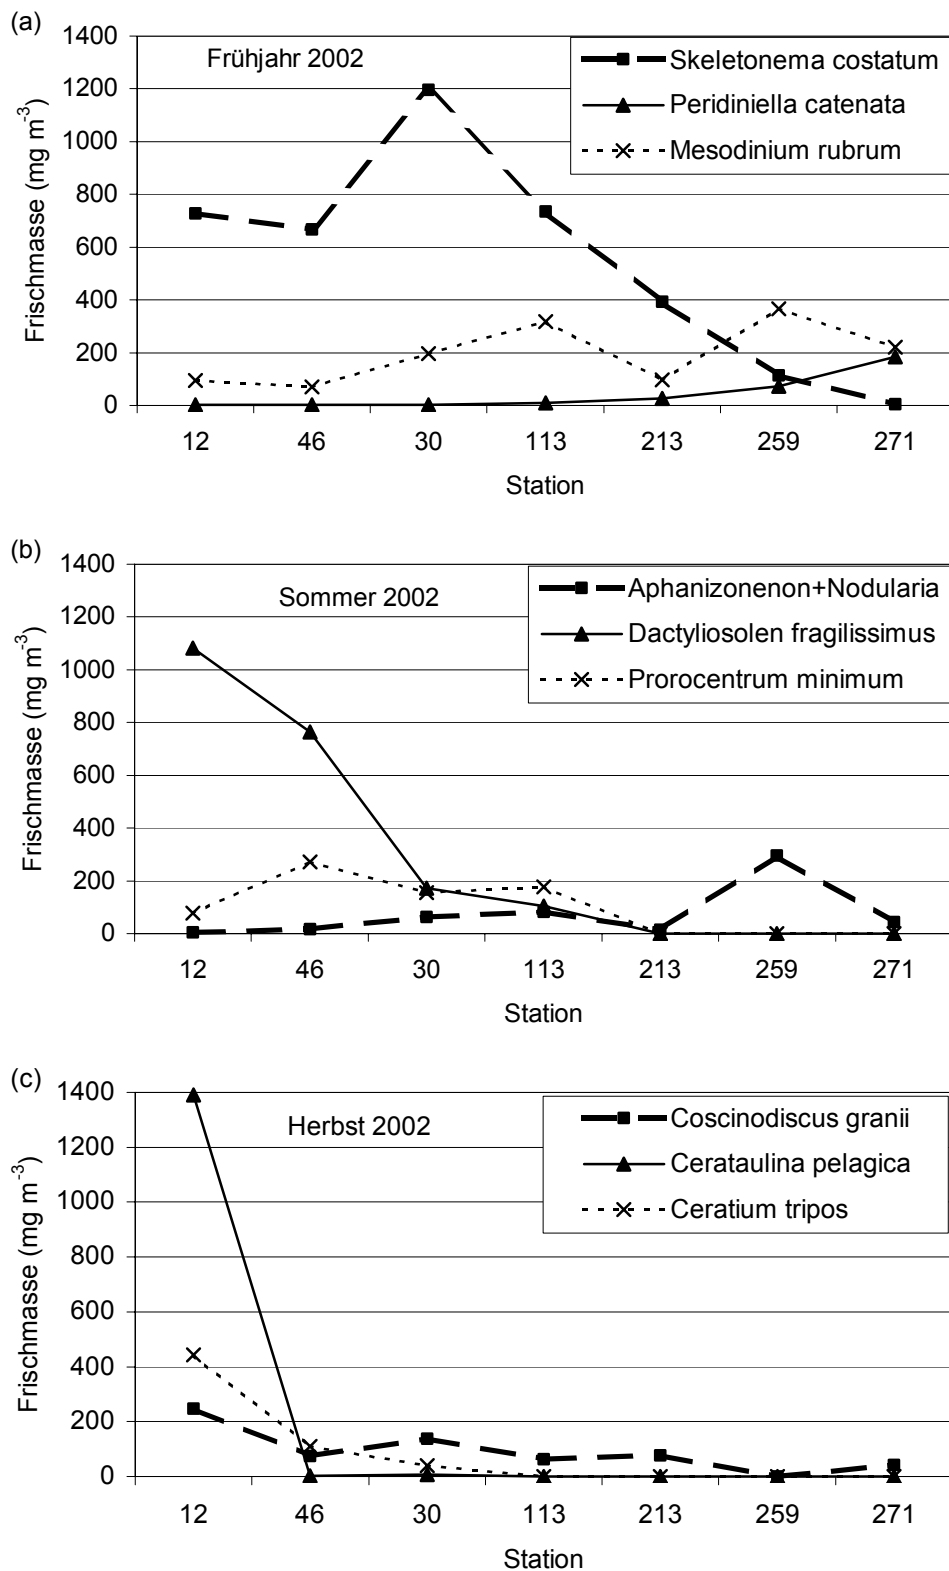 (a)
Frühjahr 2002
Skeletonema costatum
Peridiniella catenata
Mesodinium rubrum
Frischmasse (mg m-3)
1400
1200
1000
800
600
400
200
0
12 46 30 113 213 259 271
Station
(b)
Sommer 2002
Aphanizonenon+Nodularia
Dactyliosolen fragilissimus
Prorocentrum minimum
Frischmasse (mg m-3)
1400
1200
1000
800
600
400
200
0
12 46 30 113 213 259 271
Station
(c)
Herbst 2002
Coscinodiscus granii
Cerataulina pelagica
Ceratium tripos
Frischmasse (mg m-3)
1400
1200
1000
800
600
400
200
0
12 46 30 113 213 259 271
Station